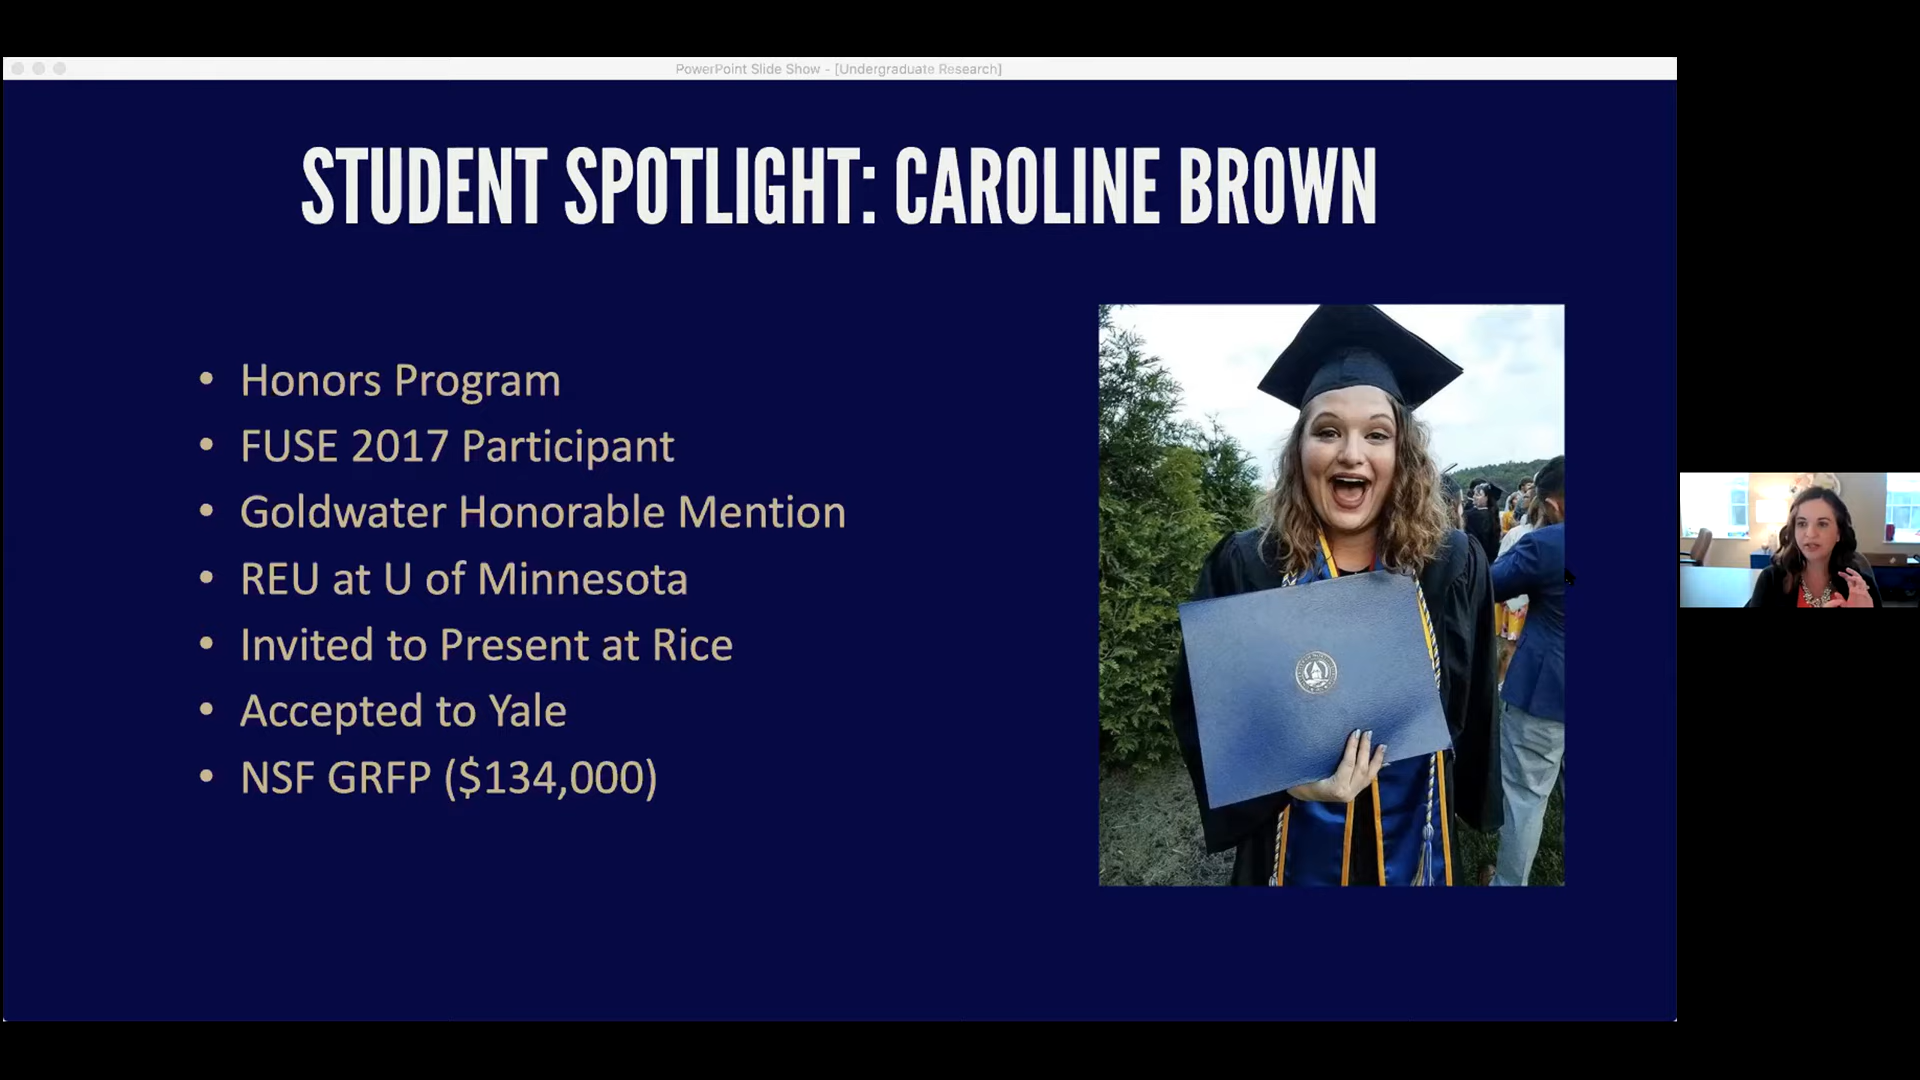 PowerPoint Slide Show - [Undergraduate Research]
STUDENT SPOTLIGHT: CAROLINE BROWN
• Honors Program
• FUSE 2017 Participant
• Goldwater Honorable Mention
• REU at U of Minnesota
• Invited to Present at Rice
• Accepted to Yale
• NSF GRFP ($134,000)